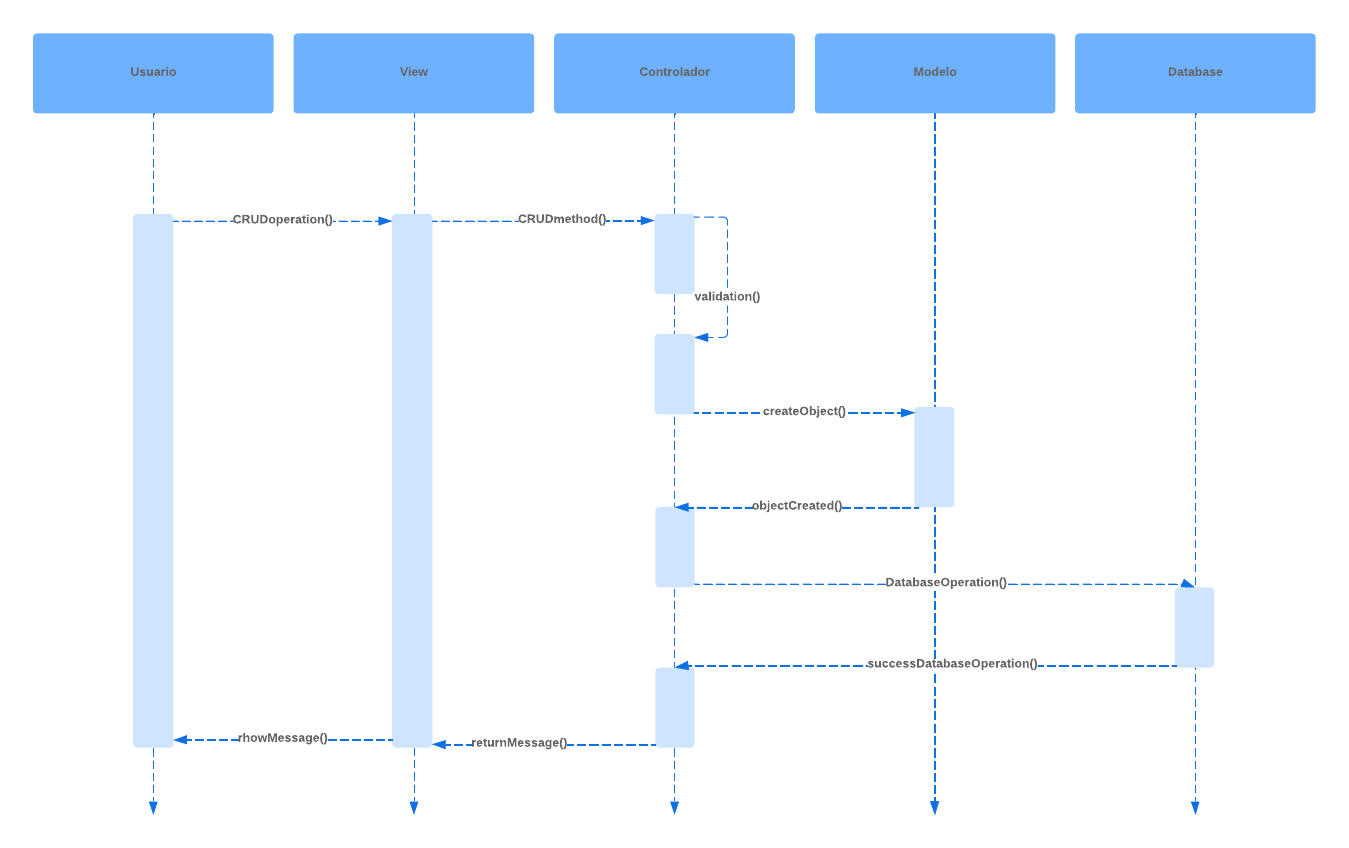 Usuario
View
Controlador
Modelo
Database
CRUDoperation()
CRUDmethod()
validation()
createObject()
objectCreated()
DatabaseOperation()
successDatabaseOperation()
rhowMessage()
returnMessage()